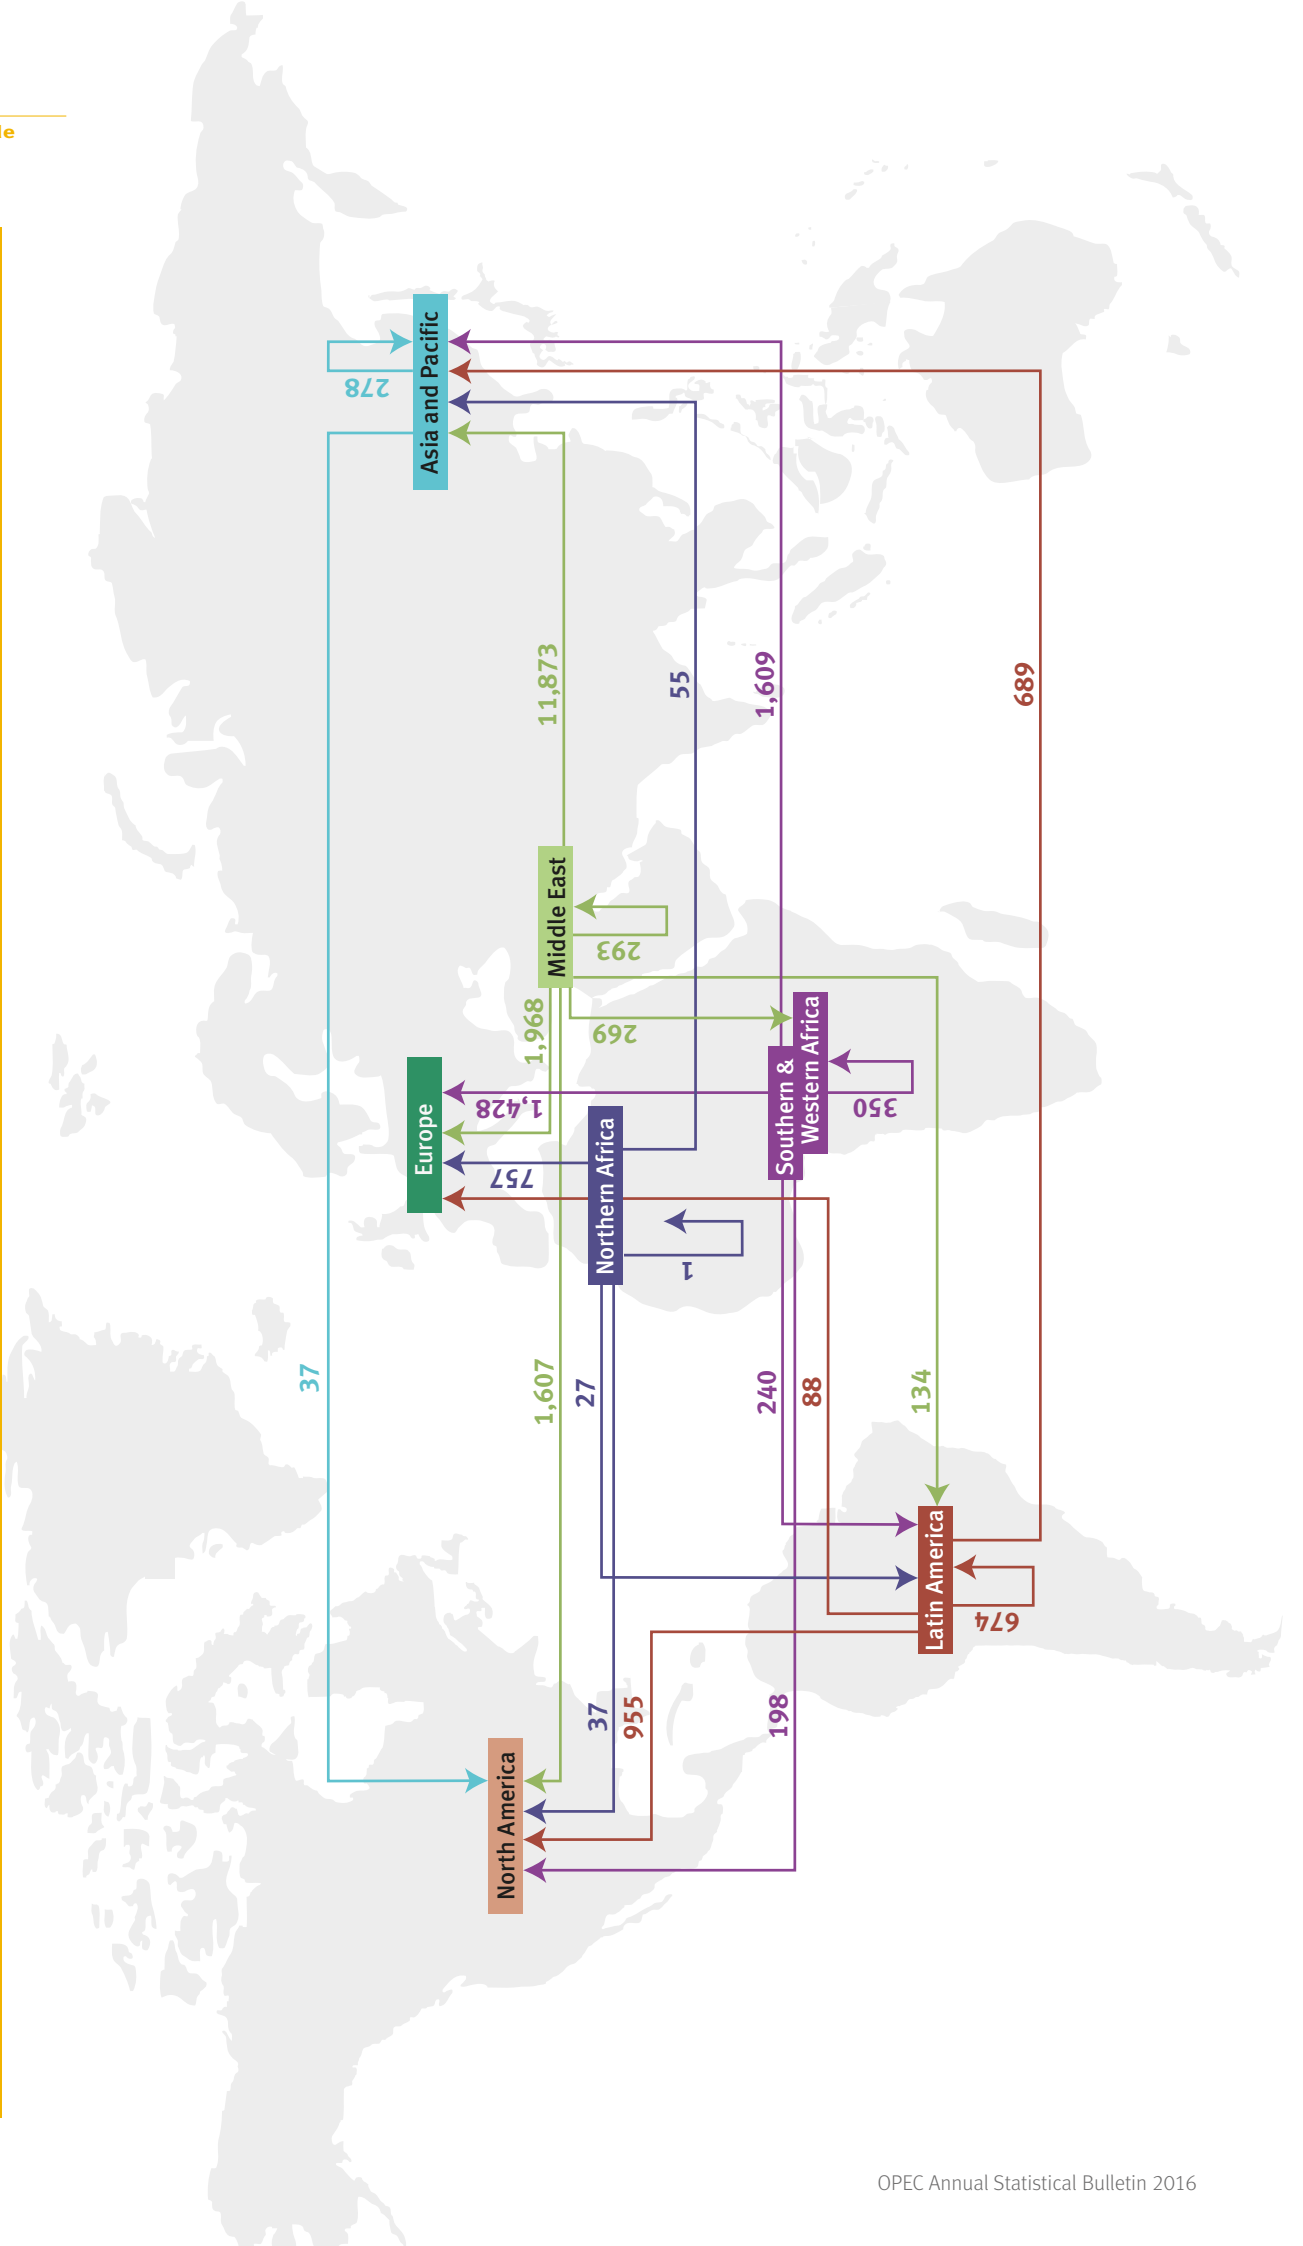 le
278
Asia and Pacific
11,873
55
1,609
689
Middle East
293
1,968
269
Europe
1,428
Southern &
Western Africa
350
757
Northern Africa
1
37
1,607
27
240
88
134
Latin America
674
37
955
198
North America
OPEC Annual Statistical Bulletin 2016